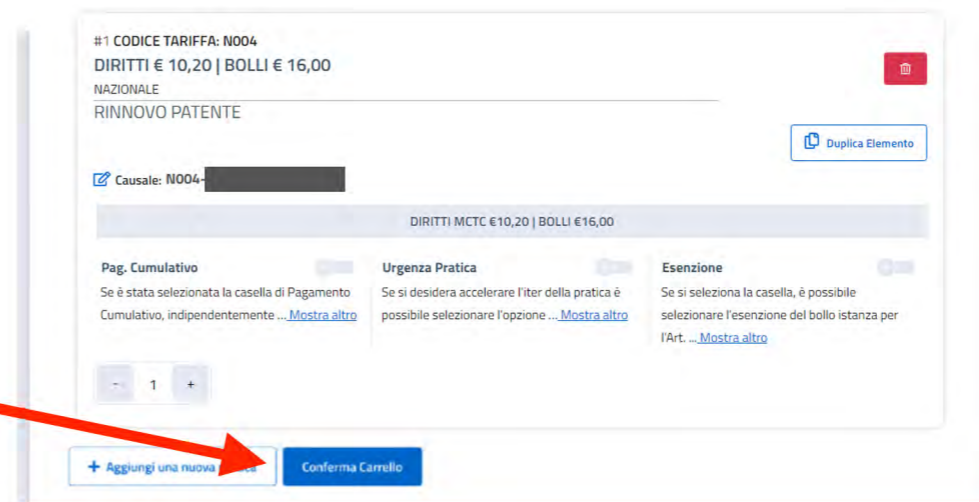 #1 CODICE TARIFFA: N004
DIRITTI € 10,20 | BOLLI € 16,00
NAZIONALE
RINNOVO PATENTE
Duplica Elemento
Causale: N004-
DIRITTI MCTC €10,20 | BOLLI €16,00
Pag. Cumulativo
Se è stata selezionata la casella di Pagamento
Cumulativo, indipendentemente ... Mostra altro
Urgenza Pratica
Se si desidera accelerare l'iter della pratica è
possibile selezionare l'opzione ... Mostra altro
Esenzione
Se si seleziona la casella, è possibile
selezionare l'esenzione del bollo istanza per
l'Art. ... Mostra altro
- 1 +
+ Aggiungi una nuova
Conferma Carrello